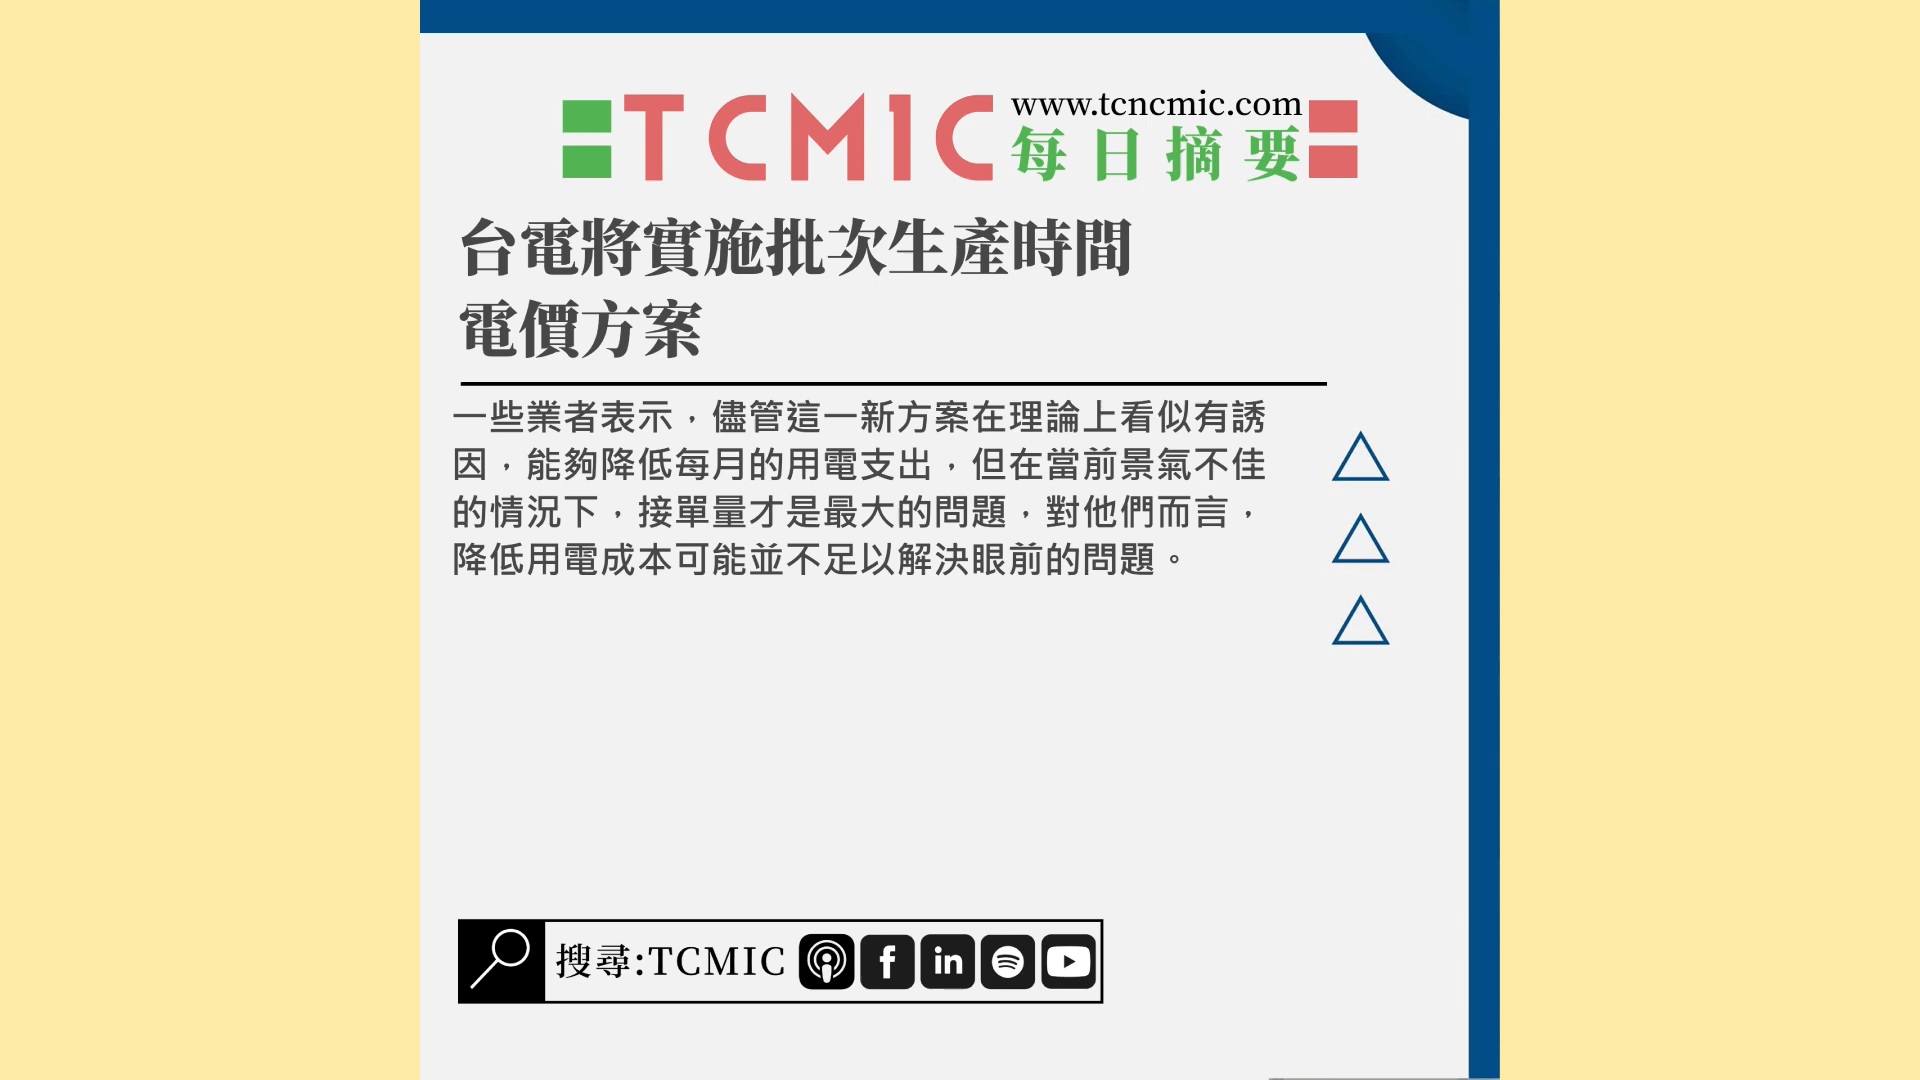 TCMIC
www.tcncmic.com
每日摘要
台電將實施批次生產時間
電價方案
一些業者表示，儘管這一新方案在理論上看似有誘
因，能夠降低每月的用電支出，但在當前景氣不佳
的情況下，接單量才是最大的問題，對他們而言，
降低用電成本可能並不足以解決眼前的問題。
搜尋:TCMIC